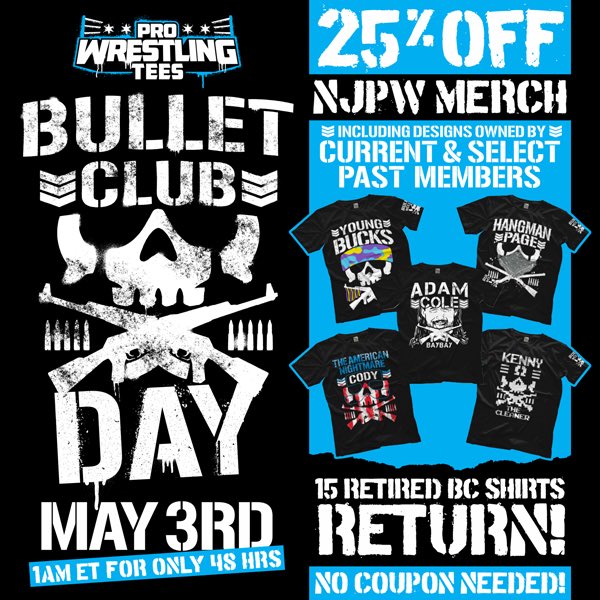 PRO
WRESTLING
TEES
BULLET
CLUB
DAY
MAY 3RD
1AM ET FOR ONLY 48 HRS
25% OFF
NJPW MERCH
INCLUDING DESIGNS OWNED BY
CURRENT & SELECT
PAST MEMBERS
YOUNG
BUCKS
HANGMAN
PAGE
ADAM
COLE
BAYBAY
THE AMERICAN
NIGHTMARE
CODY
KENNY
Ω
THE
CLEANER
15 RETIRED BC SHIRTS
RETURN!
NO COUPON NEEDED!